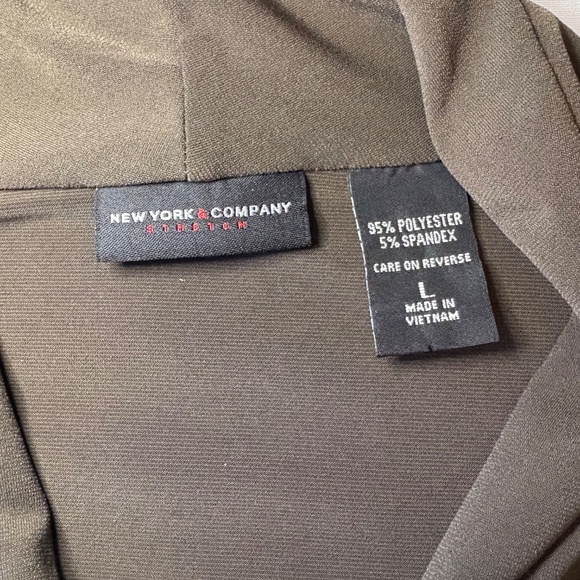 NEW YORK & COMPANY
STRETCH
95% POLYESTER
5% SPANDEX
CARE ON REVERSE
L
MADE IN
VIETNAM